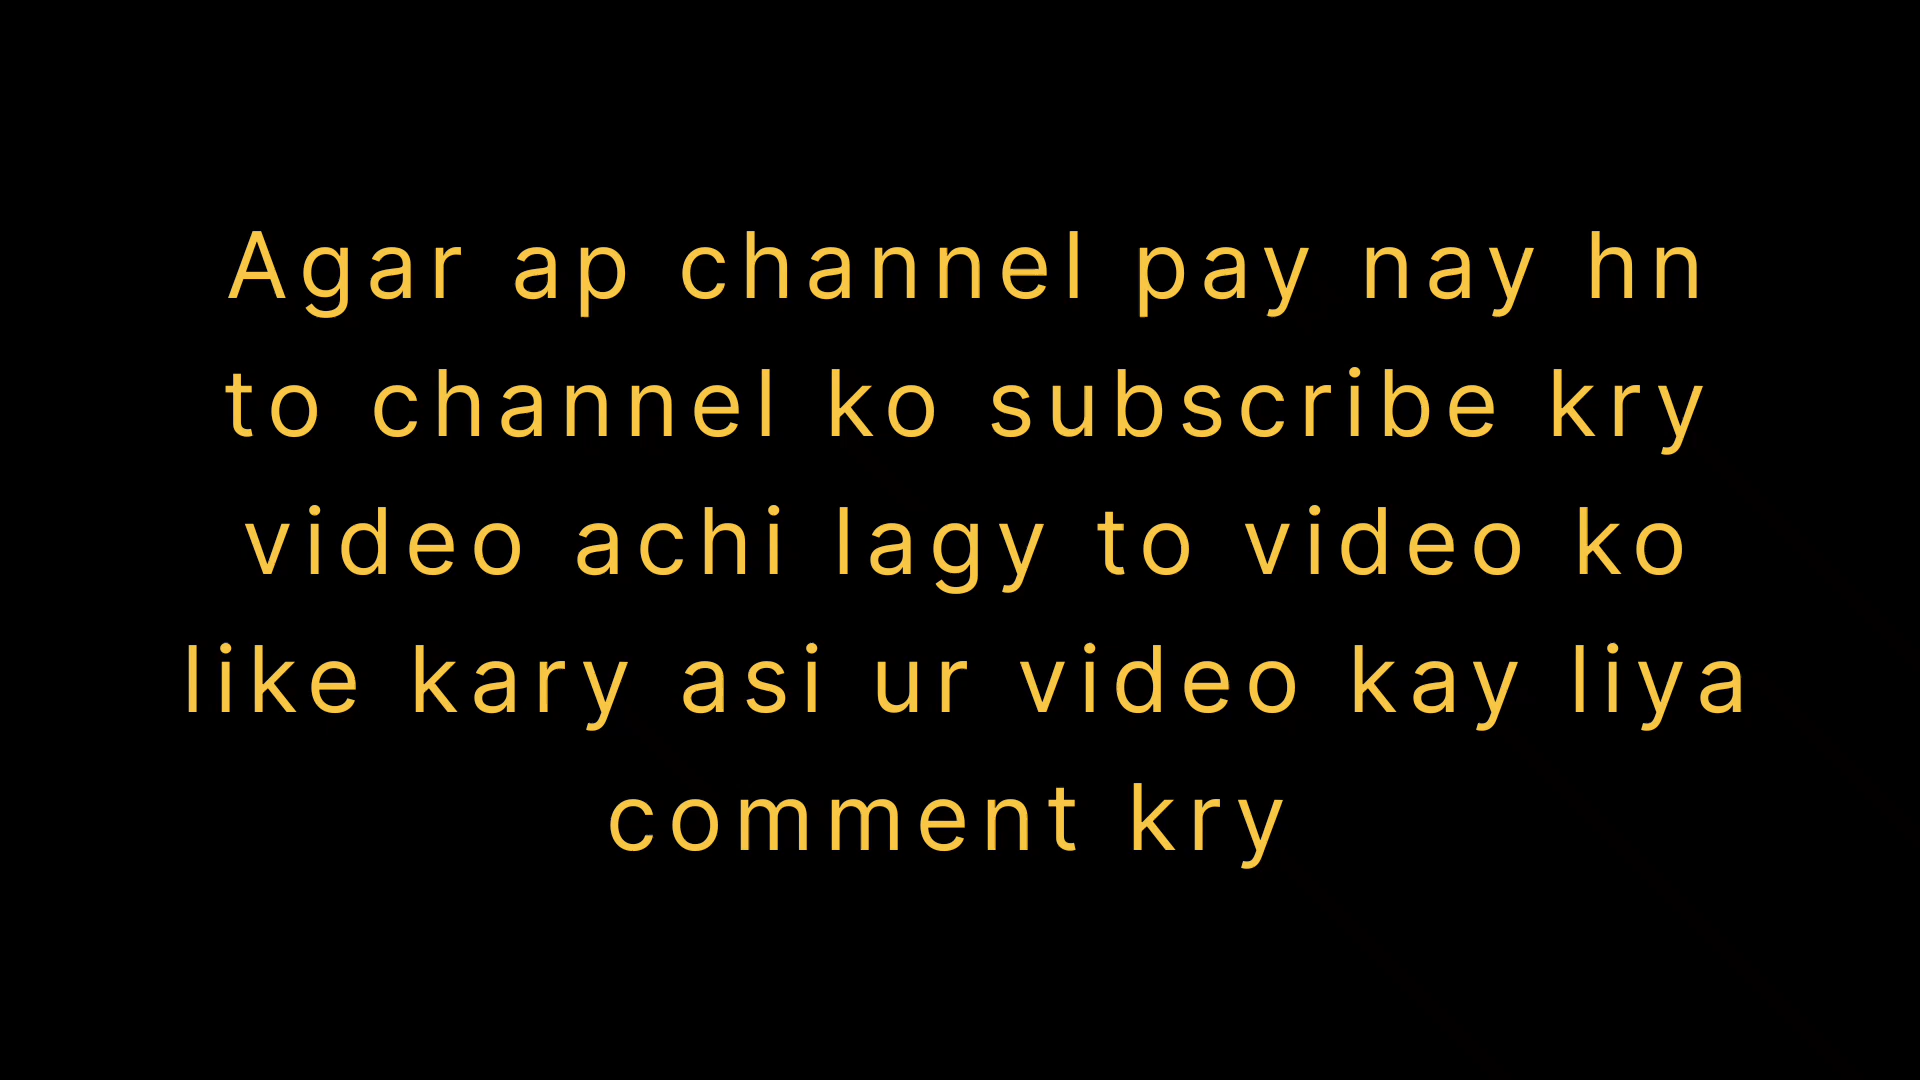 Agar ap channel pay nay hn
to channel ko subscribe kry
video achi lagy to video ko
like kary asi ur video kay liya
comment kry